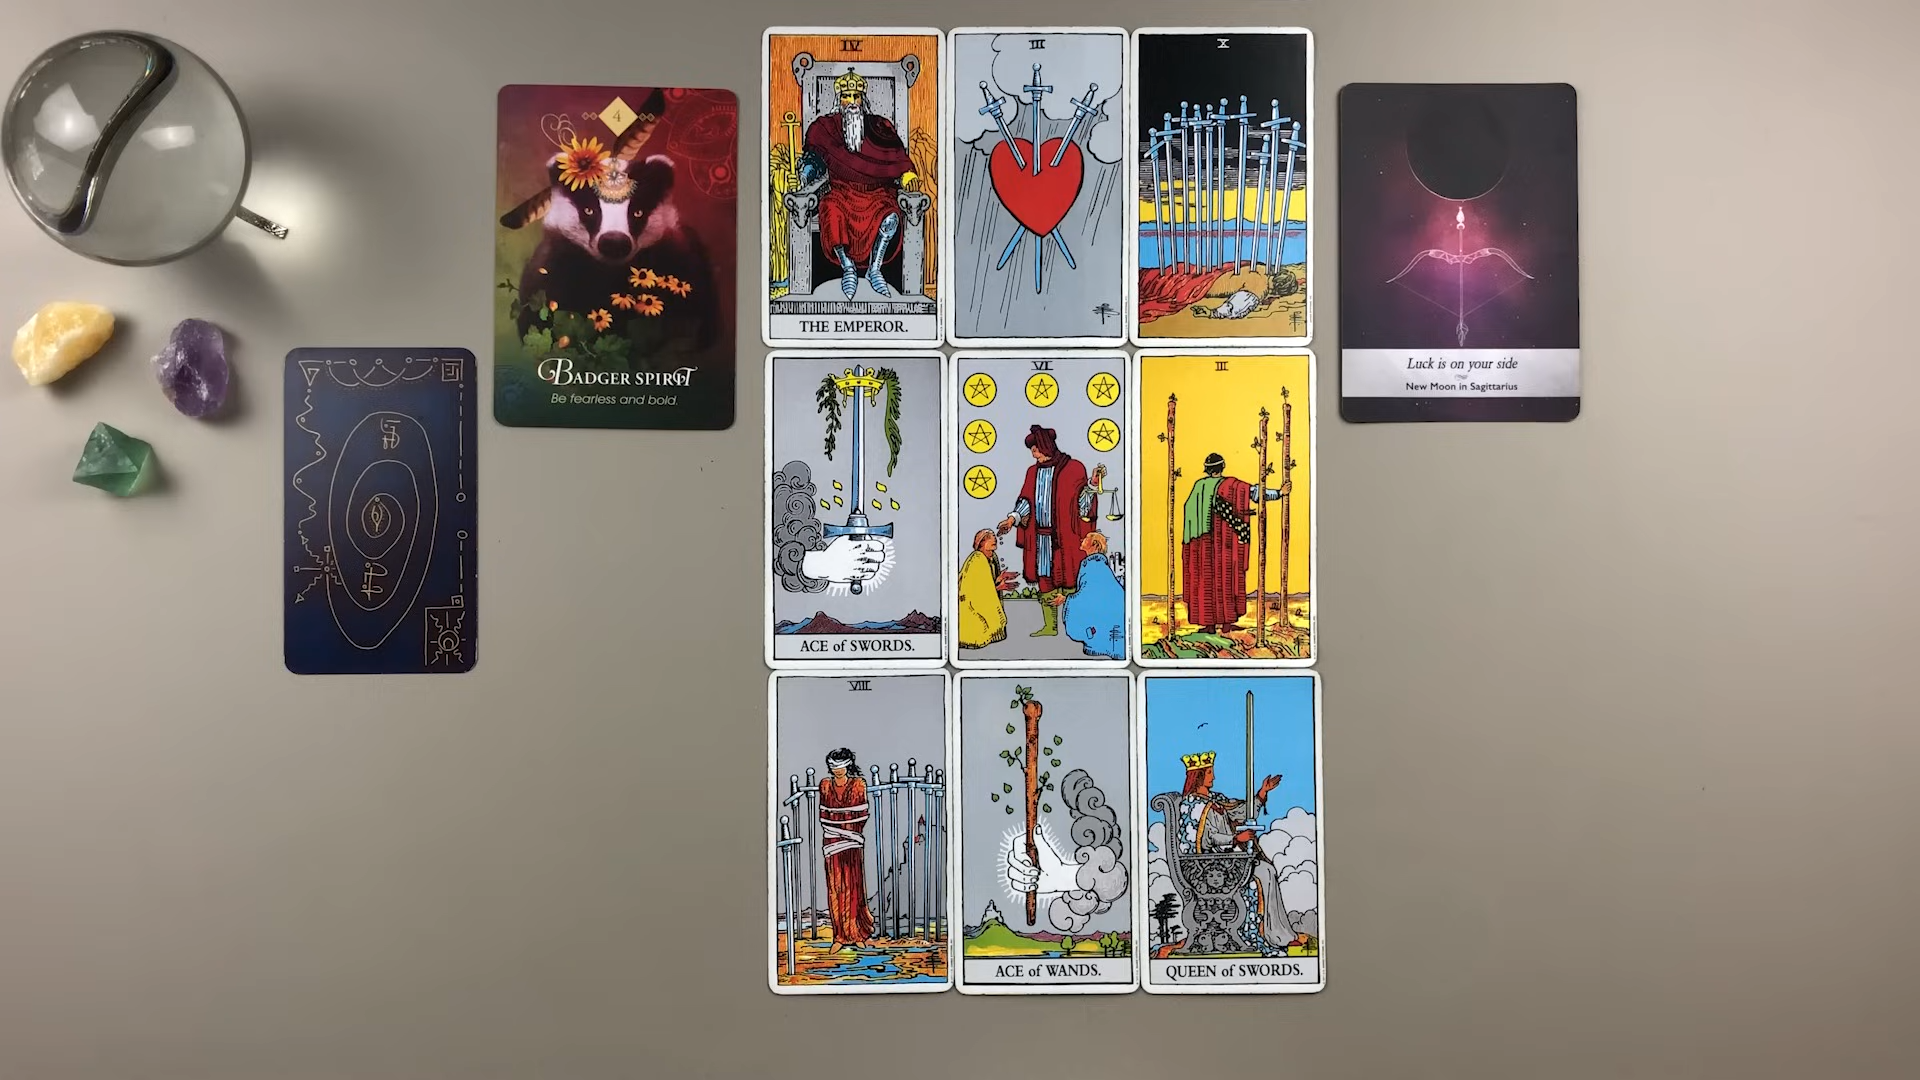 4
BADGER SPIRIT
Be fearless and bold.
IV
THE EMPEROR.
III
X
Luck is on your side
New Moon in Sagittarius
ACE of SWORDS.
VI
III
VIII
ACE of WANDS.
QUEEN of SWORDS.